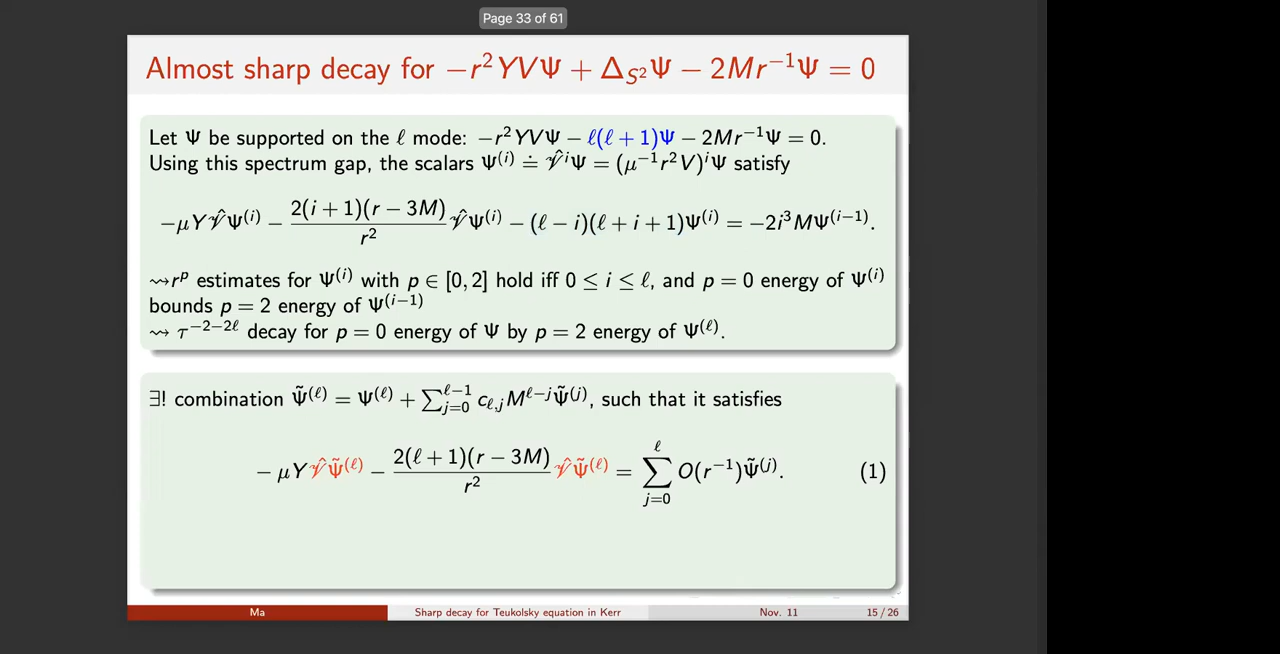 Page 33 of 61
Almost sharp decay for −r²YVΨ + Δ_{S²}Ψ − 2Mr⁻¹Ψ = 0
Let Ψ be supported on the ℓ mode: −r²YVΨ − ℓ(ℓ + 1)Ψ − 2Mr⁻¹Ψ = 0.
Using this spectrum gap, the scalars Ψ⁽ⁱ⁾ ≐ 𝒱̂ⁱΨ = (μ⁻¹r²V)ⁱΨ satisfy
−μY𝒱̂Ψ⁽ⁱ⁾ − 2(i + 1)(r − 3M)/r² 𝒱̂Ψ⁽ⁱ⁾ − (ℓ − i)(ℓ + i + 1)Ψ⁽ⁱ⁾ = −2i³MΨ⁽ⁱ⁻¹⁾.
⇝ rᵖ estimates for Ψ⁽ⁱ⁾ with p ∈ [0, 2] hold iff 0 ≤ i ≤ ℓ, and p = 0 energy of Ψ⁽ⁱ⁾
bounds p = 2 energy of Ψ⁽ⁱ⁻¹⁾
⇝ τ^{−2−2ℓ} decay for p = 0 energy of Ψ by p = 2 energy of Ψ^{(ℓ)}.
∃! combination Ψ̃^{(ℓ)} = Ψ^{(ℓ)} + ∑_{j=0}^{ℓ−1} c_{ℓ,j}M^{ℓ−j}Ψ̃^{(j)}, such that it satisfies
− μY𝒱̂Ψ̃^{(ℓ)} − 2(ℓ + 1)(r − 3M)/r² 𝒱̂Ψ̃^{(ℓ)} = ∑_{j=0}^{ℓ} O(r⁻¹)Ψ̃^{(j)}. (1)
Ma Sharp decay for Teukolsky equation in Kerr Nov. 11 15 / 26